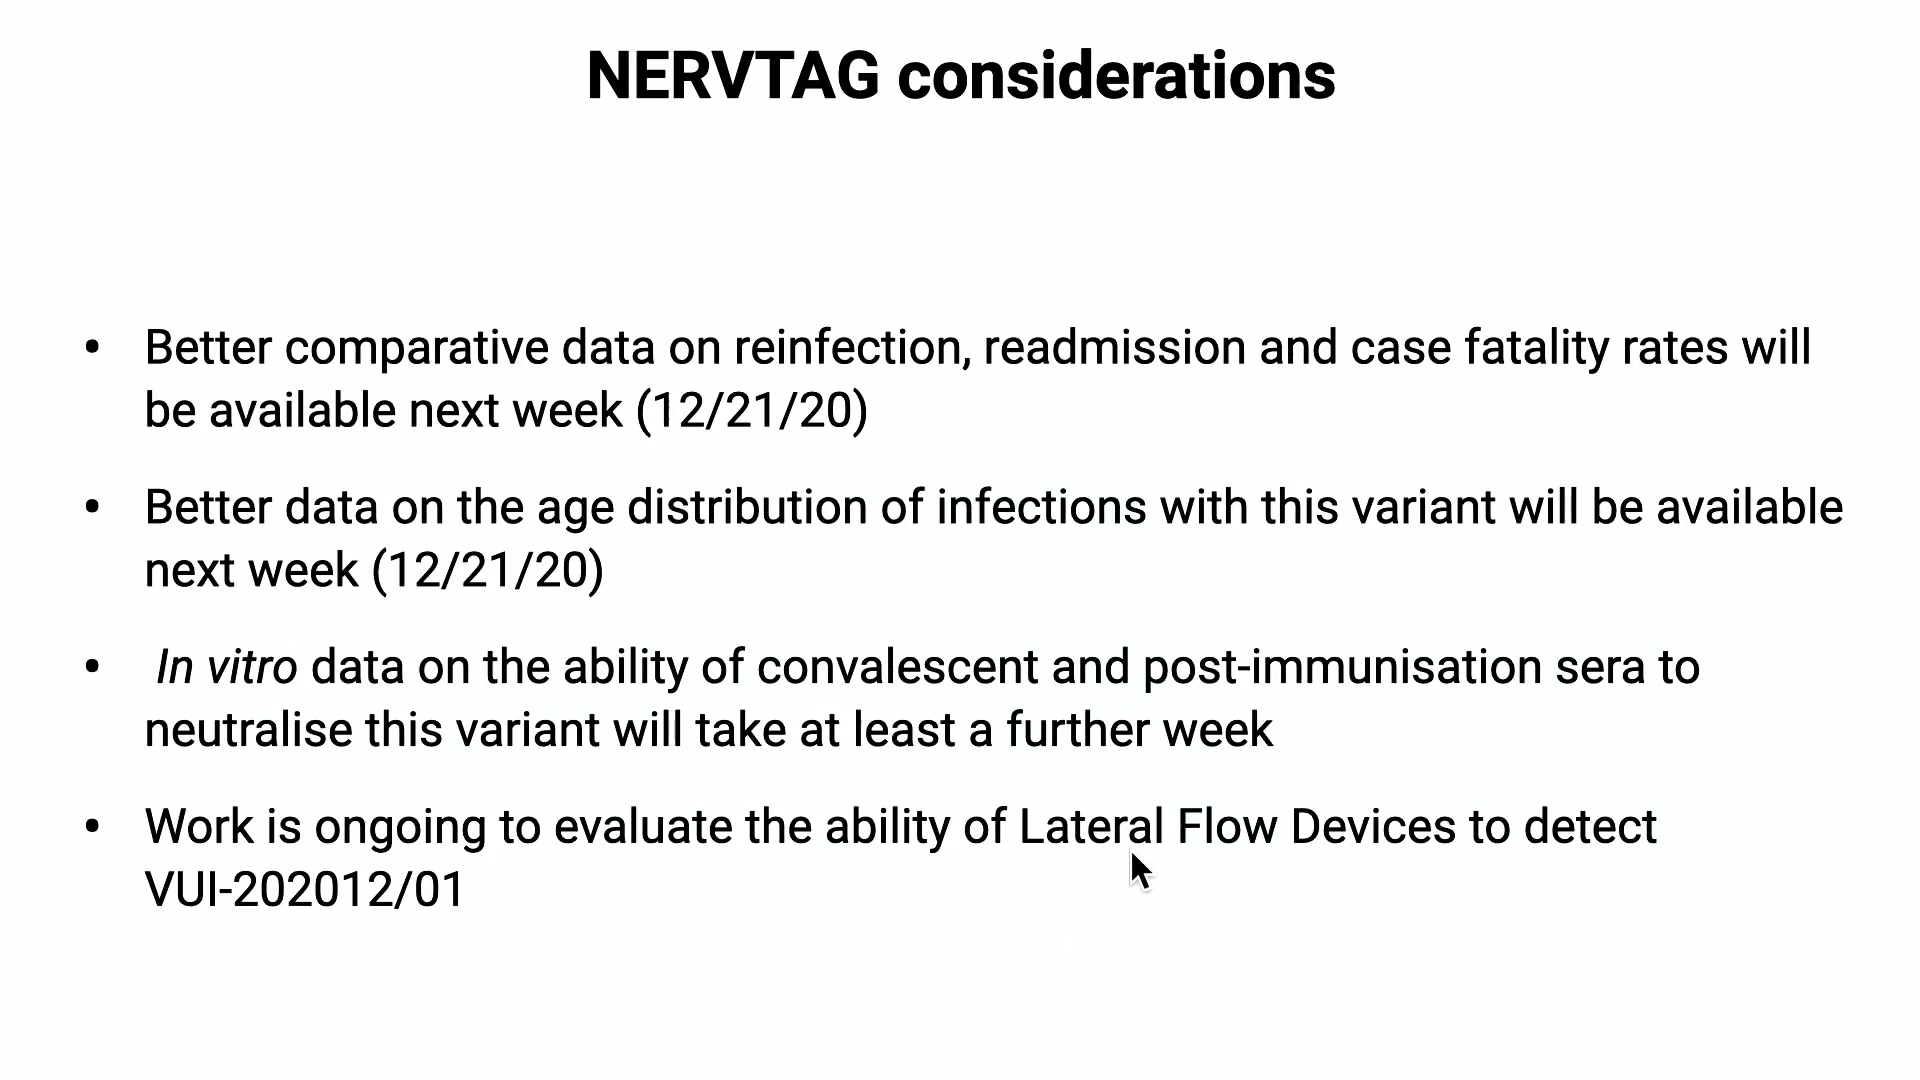 NERVTAG considerations
• Better comparative data on reinfection, readmission and case fatality rates will
be available next week (12/21/20)
• Better data on the age distribution of infections with this variant will be available
next week (12/21/20)
• In vitro data on the ability of convalescent and post-immunisation sera to
neutralise this variant will take at least a further week
• Work is ongoing to evaluate the ability of Lateral Flow Devices to detect
VUI-202012/01